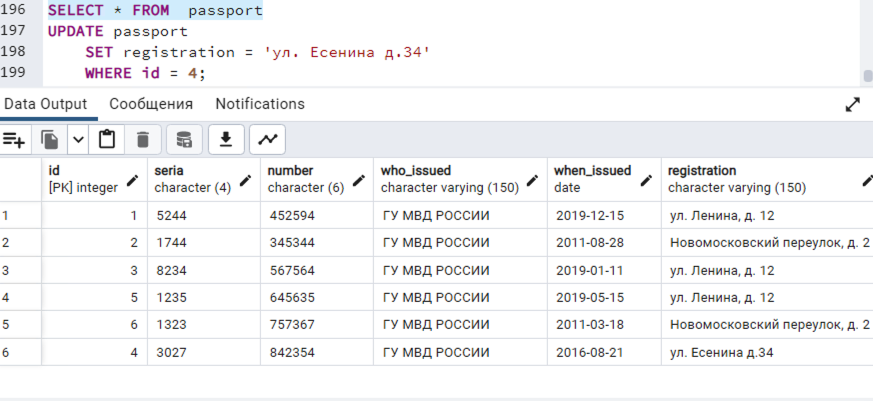 196 SELECT * FROM  passport
197 UPDATE passport
198 SET registration = 'ул. Есенина д.34'
199 WHERE id = 4;
Data Output Сообщения Notifications
id seria number who_issued when_issued registration
[PK] integer character (4) character (6) character varying (150) date character varying (150)
1 1 5244 452594 ГУ МВД РОССИИ 2019-12-15 ул. Ленина, д. 12
2 2 1744 345344 ГУ МВД РОССИИ 2011-08-28 Новомосковский переулок, д. 2
3 3 8234 567564 ГУ МВД РОССИИ 2019-01-11 ул. Ленина, д. 12
4 5 1235 645635 ГУ МВД РОССИИ 2019-05-15 ул. Ленина, д. 12
5 6 1323 757367 ГУ МВД РОССИИ 2011-03-18 Новомосковский переулок, д. 2
6 4 3027 842354 ГУ МВД РОССИИ 2016-08-21 ул. Есенина д.34